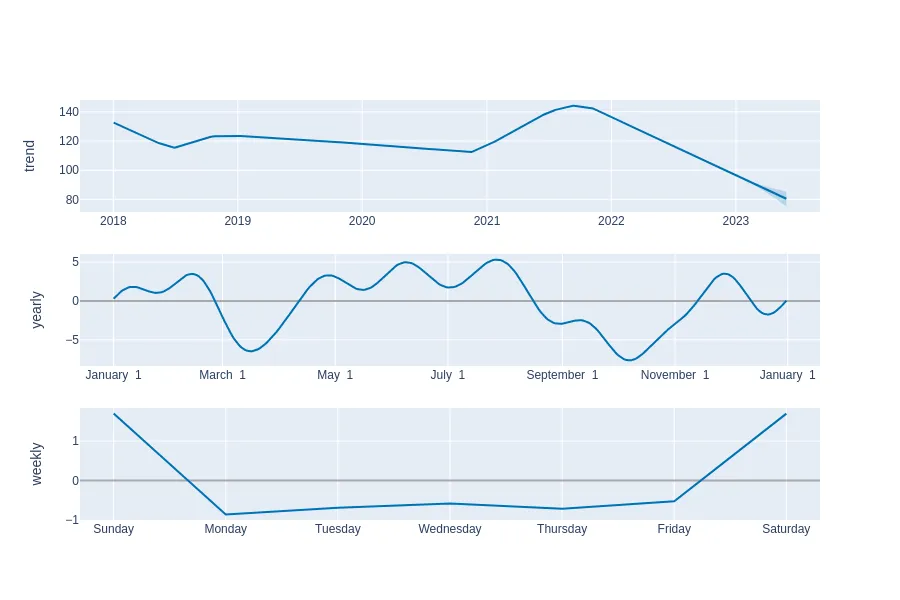 trend
140
120
100
80
2018 2019 2020 2021 2022 2023
yearly
5
0
−5
January 1 March 1 May 1 July 1 September 1 November 1 January 1
weekly
1
0
−1
Sunday Monday Tuesday Wednesday Thursday Friday Saturday